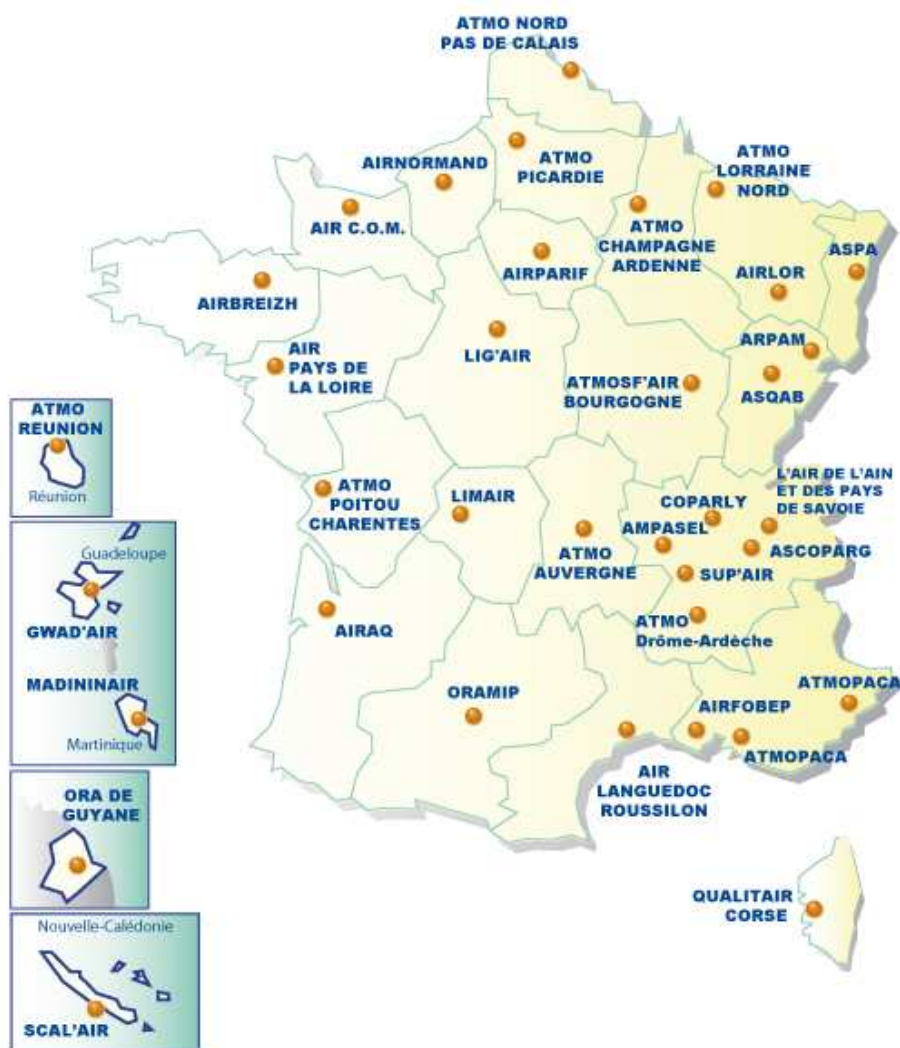 ATMO NORD
PAS DE CALAIS
AIRNORMAND
ATMO
PICARDIE
ATMO
LORRAINE
NORD
AIR C.O.M.
ATMO
CHAMPAGNE
ARDENNE
AIRPARIF
ASPA
AIRBREIZH
AIRLOR
AIR
PAYS DE
LA LOIRE
LIG'AIR
ARPAM
ATMOSF'AIR
BOURGOGNE
ASQAB
ATMO
REUNION
Réunion
ATMO
POITOU
CHARENTES
LIMAIR
COPARLY
L'AIR DE L'AIN
ET DES PAYS
DE SAVOIE
AMPASEL
ASCOPARG
ATMO
AUVERGNE
SUP'AIR
Guadeloupe
GWAD'AIR
AIRAQ
ATMO
Drôme-Ardèche
MADININAIR
Martinique
ORAMIP
AIRFOBEP
ATMOPACA
ATMOPACA
AIR
LANGUEDOC
ROUSSILON
ORA DE
GUYANE
QUALITAIR
CORSE
Nouvelle-Calédonie
SCAL'AIR